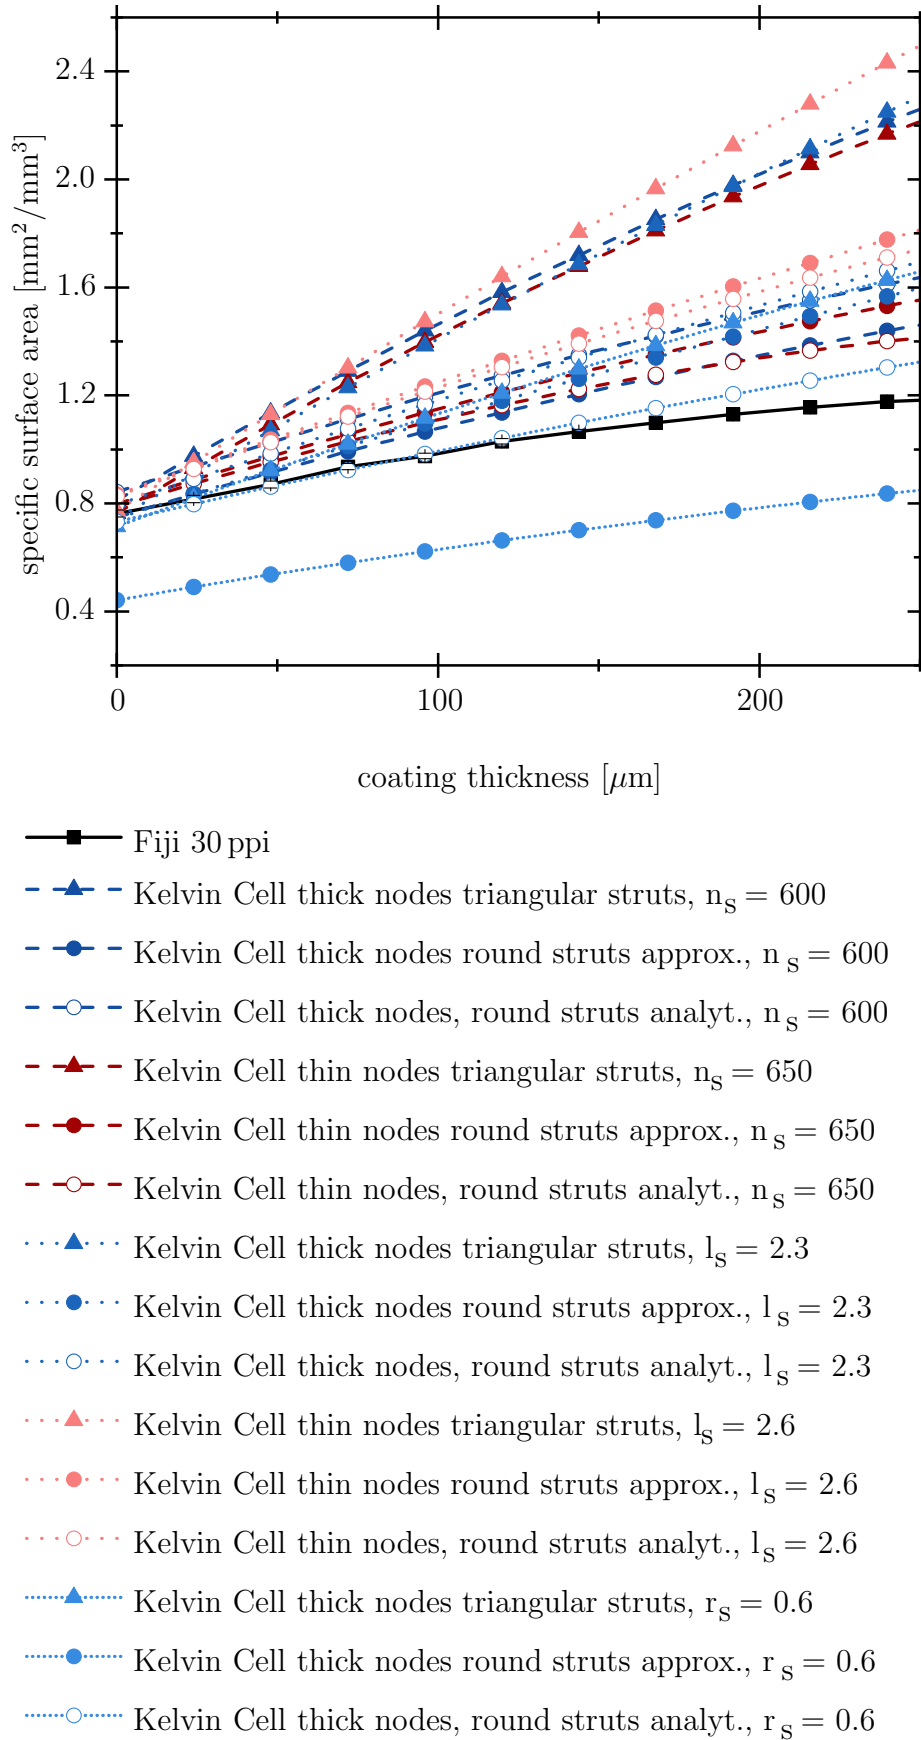 2.4
2.0
1.6
1.2
0.8
0.4
specific surface area [mm²/mm³]
0 100 200
coating thickness [μm]
Fiji 30 ppi
Kelvin Cell thick nodes triangular struts, nS = 600
Kelvin Cell thick nodes round struts approx., n S = 600
Kelvin Cell thick nodes, round struts analyt., n S = 600
Kelvin Cell thin nodes triangular struts, nS = 650
Kelvin Cell thin nodes round struts approx., n S = 650
Kelvin Cell thin nodes, round struts analyt., n S = 650
Kelvin Cell thick nodes triangular struts, lS = 2.3
Kelvin Cell thick nodes round struts approx., l S = 2.3
Kelvin Cell thick nodes, round struts analyt., l S = 2.3
Kelvin Cell thin nodes triangular struts, lS = 2.6
Kelvin Cell thin nodes round struts approx., l S = 2.6
Kelvin Cell thin nodes, round struts analyt., l S = 2.6
Kelvin Cell thick nodes triangular struts, rS = 0.6
Kelvin Cell thick nodes round struts approx., r S = 0.6
Kelvin Cell thick nodes, round struts analyt., r S = 0.6